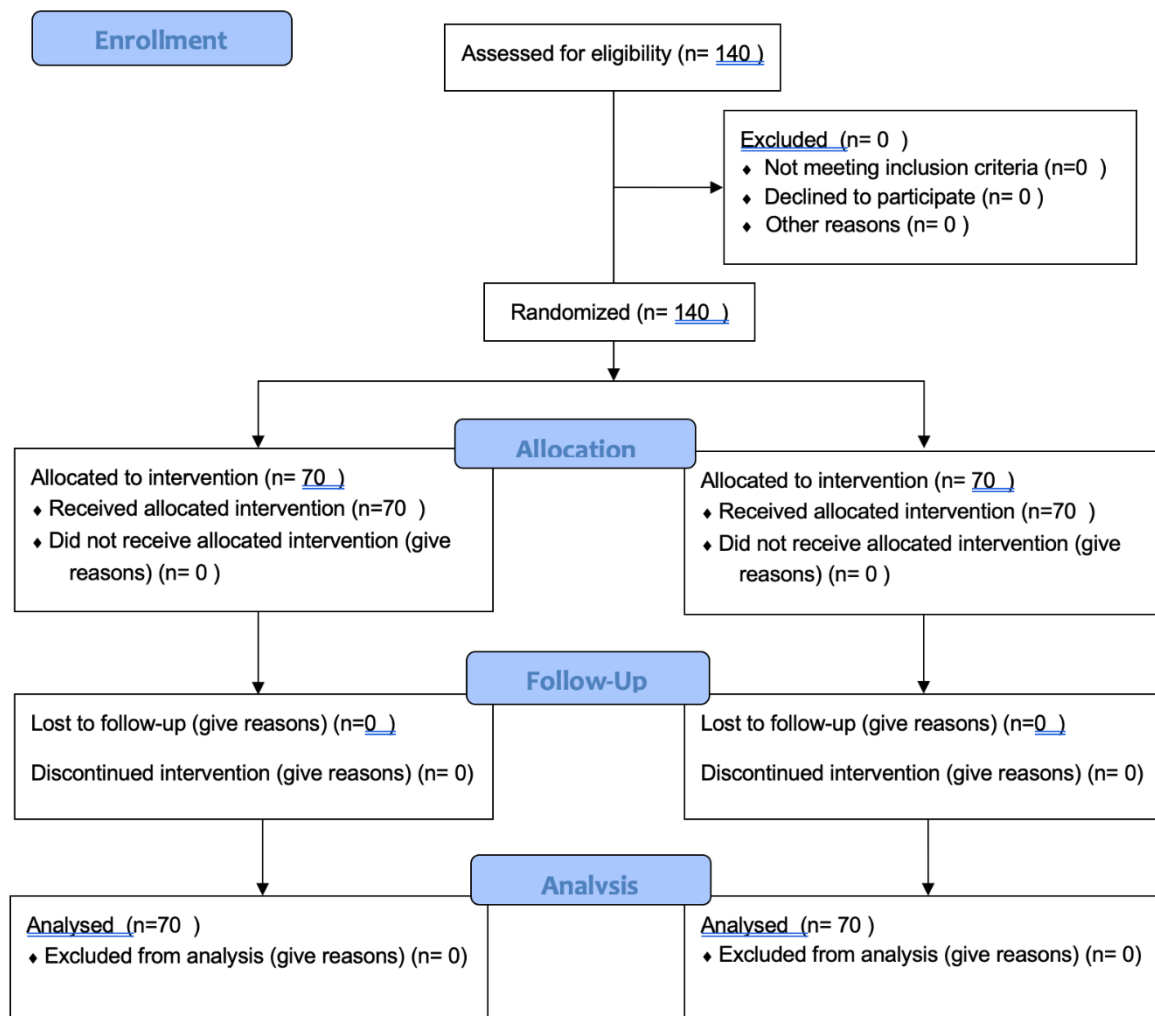 Enrollment
Assessed for eligibility (n= 140 )
Excluded (n= 0 )
♦ Not meeting inclusion criteria (n=0 )
♦ Declined to participate (n= 0 )
♦ Other reasons (n= 0 )
Randomized (n= 140 )
Allocation
Allocated to intervention (n= 70 )
♦ Received allocated intervention (n=70 )
♦ Did not receive allocated intervention (give
reasons) (n= 0 )
Allocated to intervention (n= 70 )
♦ Received allocated intervention (n=70 )
♦ Did not receive allocated intervention (give
reasons) (n= 0 )
Follow-Up
Lost to follow-up (give reasons) (n=0 )
Discontinued intervention (give reasons) (n= 0)
Lost to follow-up (give reasons) (n=0 )
Discontinued intervention (give reasons) (n= 0)
Analysis
Analysed (n=70 )
♦ Excluded from analysis (give reasons) (n= 0)
Analysed (n= 70 )
♦ Excluded from analysis (give reasons) (n= 0)